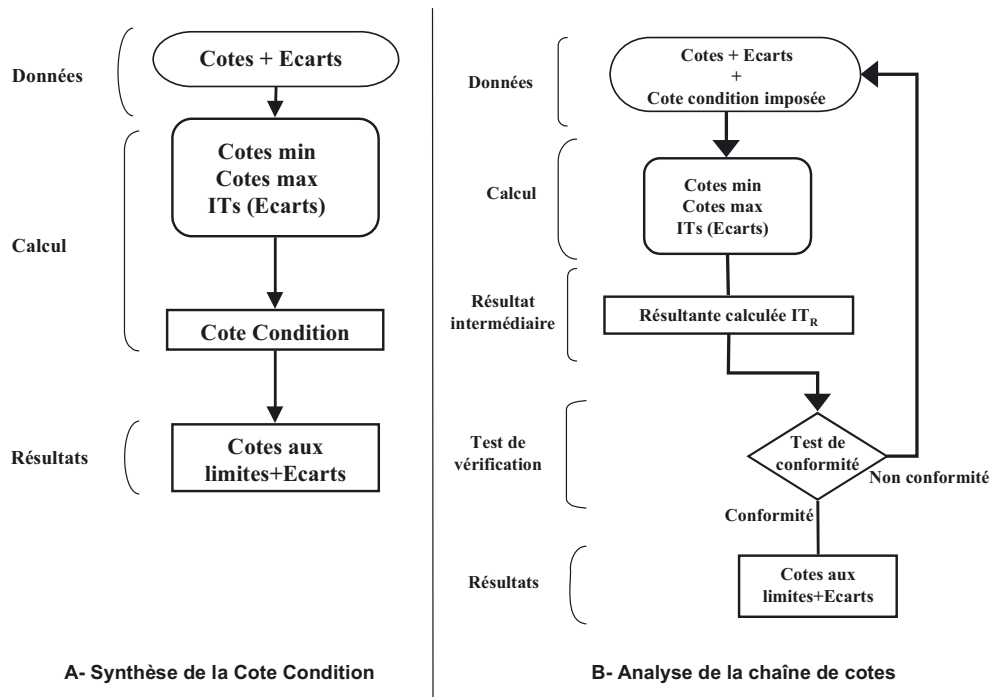 Données
Cotes + Ecarts
Calcul
Cotes min
Cotes max
ITs (Ecarts)
Cote Condition
Résultats
Cotes aux
limites+Ecarts
A- Synthèse de la Cote Condition
Données
Cotes + Ecarts
+
Cote condition imposée
Calcul
Cotes min
Cotes max
ITs (Ecarts)
Résultat
intermédiaire
Résultante calculée ITR
Test de
vérification
Test de
conformité
Non conformité
Conformité
Résultats
Cotes aux
limites+Ecarts
B- Analyse de la chaîne de cotes